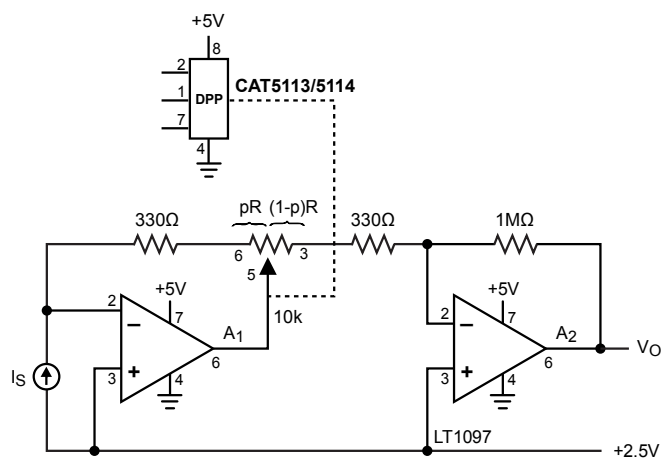 +5V
8
2
1
7
DPP
4
CAT5113/5114
pR (1-p)R
330Ω
6
3
5
330Ω
1MΩ
10k
+5V
2
7
−
A1
6
3
+
4
IS
+5V
2
7
−
A2
6
VO
3
+
4
LT1097
+2.5V